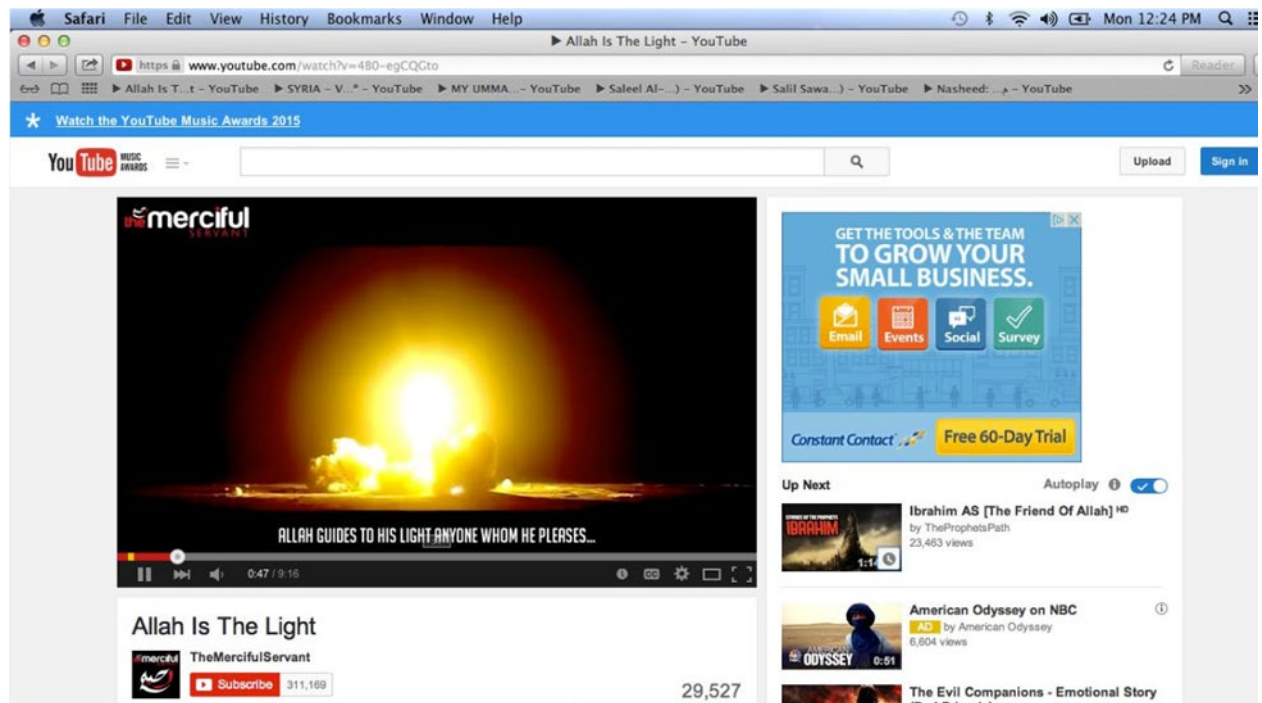 Safari File Edit View History Bookmarks Window Help Mon 12:24 PM
Allah Is The Light - YouTube
https www.youtube.com/watch?v=4B0-egCQGto Reader
Allah Is T...t - YouTube SYRIA - V..." - YouTube MY UMMA...- YouTube Saleel Al-...) - YouTube Salil Sawa...) - YouTube Nasheed: - YouTube
Watch the YouTube Music Awards 2015
YouTube MUSIC AWARDS Upload Sign in
the merciful
SERVANT
ALLAH GUIDES TO HIS LIGHT ANYONE WHOM HE PLEASES...
0:47 / 9:16 CC
Allah Is The Light
merciful
TheMercifulServant
Subscribe 311,169
29,527
GET THE TOOLS & THE TEAM
TO GROW YOUR
SMALL BUSINESS.
Email Events Social Survey
Constant Contact Free 60-Day Trial
Up Next Autoplay
IBRAHIM
Ibrahim AS [The Friend Of Allah] HD
by TheProphetsPath
23,463 views
AMERICAN
ODYSSEY 0:51
American Odyssey on NBC
AD by American Odyssey
6,604 views
The Evil Companions - Emotional Story